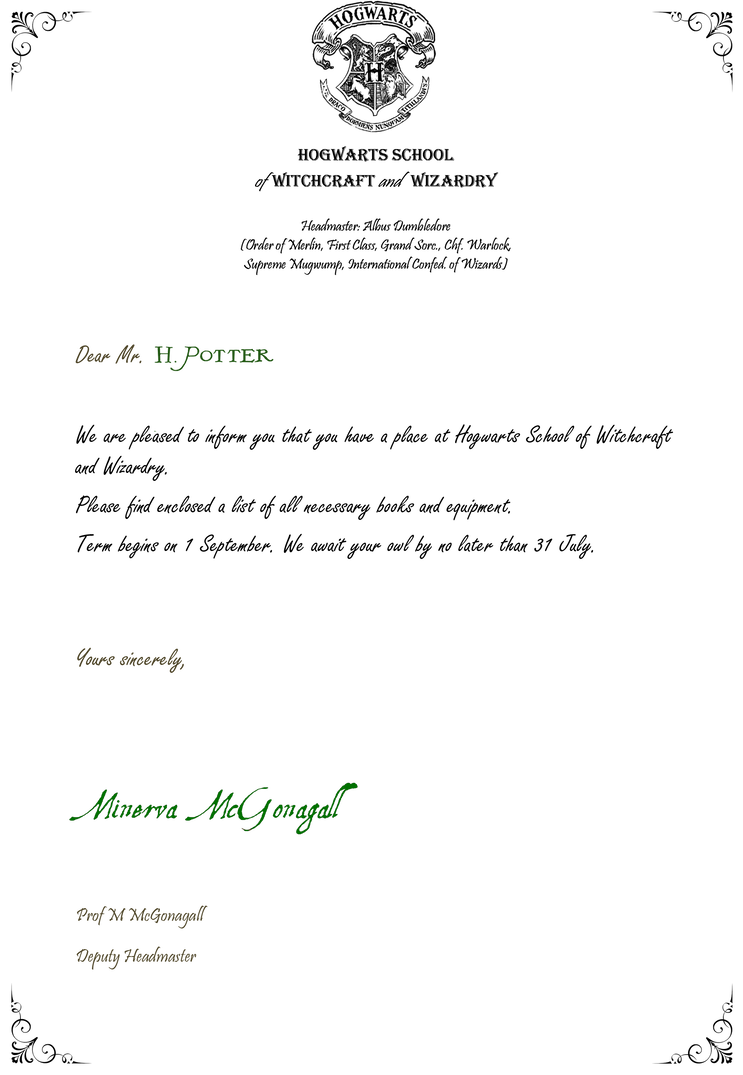 HOGWARTS
H
DRACO DORMIENS NUNQUAM TITILLANDUS
HOGWARTS SCHOOL
of WITCHCRAFT and WIZARDRY
Headmaster: Albus Dumbledore
(Order of Merlin, First Class, Grand Sorc., Chf. Warlock,
Supreme Mugwump, International Confed. of Wizards)
Dear Mr. H. POTTER
We are pleased to inform you that you have a place at Hogwarts School of Witchcraft
and Wizardry.
Please find enclosed a list of all necessary books and equipment.
Term begins on 1 September. We await your owl by no later than 31 July.
Yours sincerely,
Minerva McGonagall
Prof M McGonagall
Deputy Headmaster